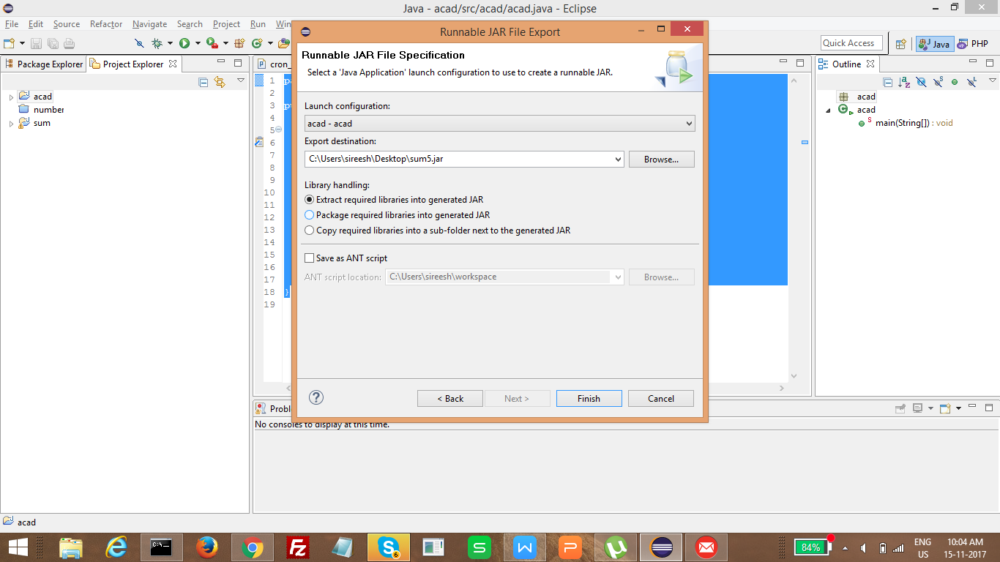 Java - acad/src/acad/acad.java - Eclipse
File Edit Source Refactor Navigate Search Project Run
Quick Access
Java
PHP
Package Explorer
Project Explorer
acad
number
sum
cron_
1
2
3
4
5
6
7
8
9
10
11
12
13
14
15
16
17
18 }
19
Runnable JAR File Export
Runnable JAR File Specification
Select a 'Java Application' launch configuration to use to create a runnable JAR.
Launch configuration:
acad - acad
Export destination:
C:\Users\sireesh\Desktop\sum5.jar
Browse...
Library handling:
Extract required libraries into generated JAR
Package required libraries into generated JAR
Copy required libraries into a sub-folder next to the generated JAR
Save as ANT script
ANT script location:
C:\Users\sireesh\workspace
Browse...
< Back
Next >
Finish
Cancel
Outline
acad
acad
main(String[]) : void
No consoles to display at this time.
acad
84%
ENG
US
10:04 AM
15-11-2017